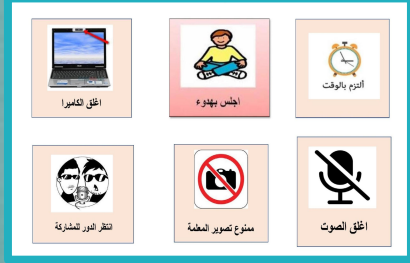 ألتزم بالوقت
اجلس بهدوء
اغلق الكاميرا
اغلق الصوت
ممنوع تصوير المعلمة
انتظر الدور للمشاركة